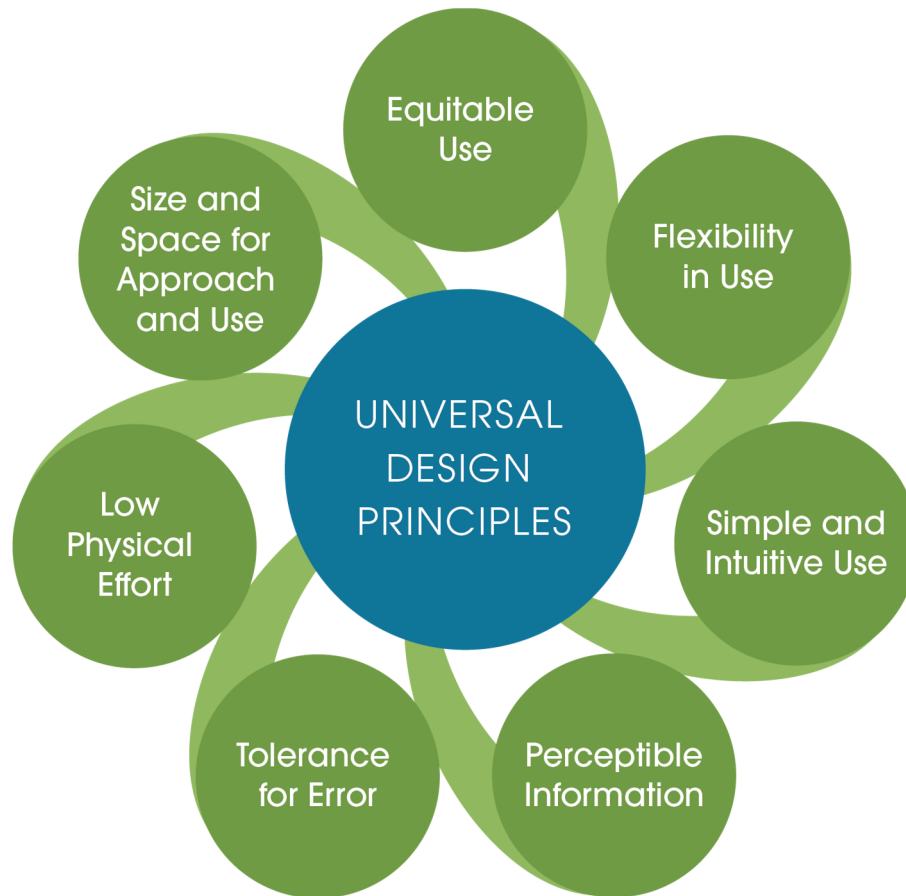 UNIVERSAL
DESIGN
PRINCIPLES
Equitable
Use
Flexibility
in Use
Simple and
Intuitive Use
Perceptible
Information
Tolerance
for Error
Low
Physical
Effort
Size and
Space for
Approach
and Use